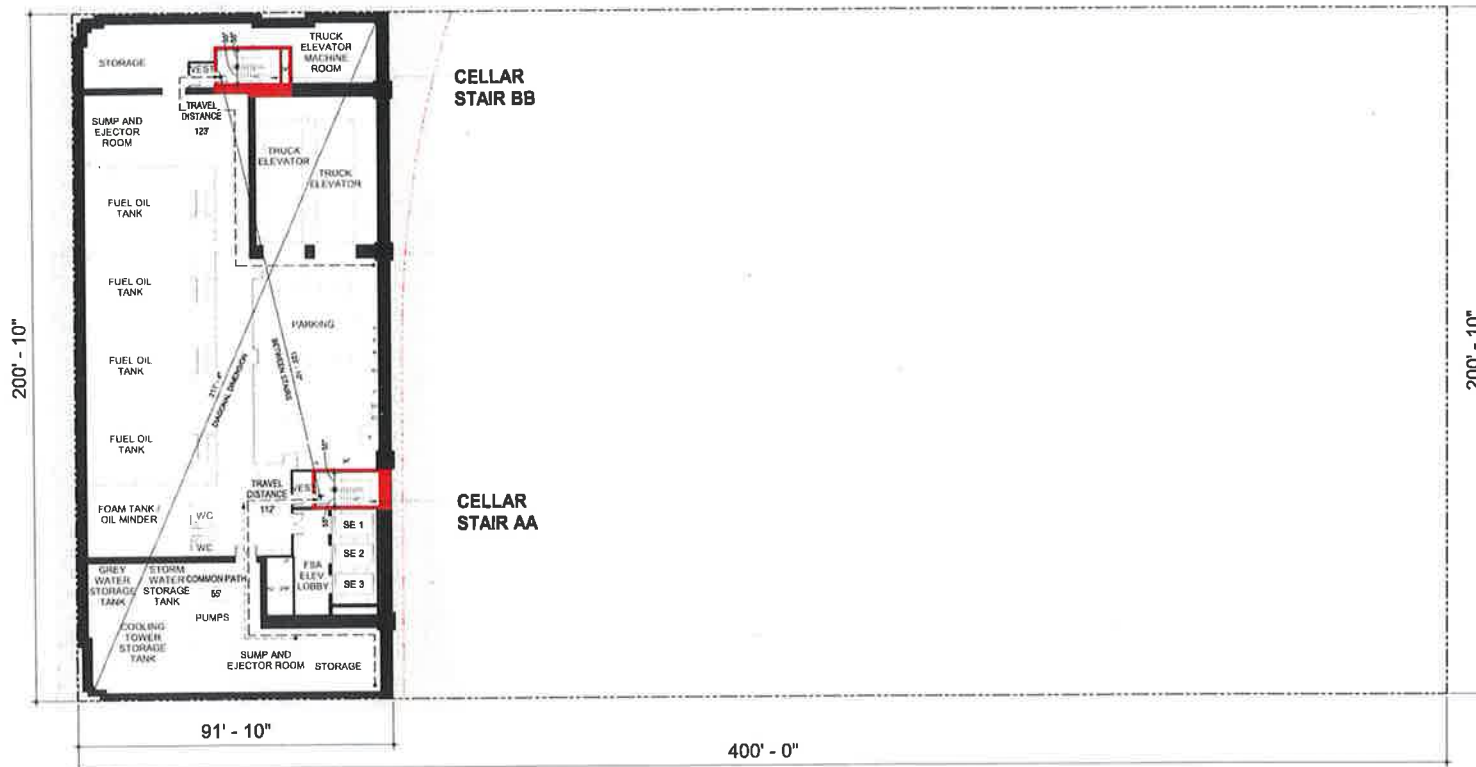 STORAGE
VEST
TRUCK
ELEVATOR
MACHINE
ROOM
CELLAR
STAIR BB
TRAVEL
DISTANCE
123'
SUMP AND
EJECTOR
ROOM
TRUCK
ELEVATOR
TRUCK
ELEVATOR
FUEL OIL
TANK
FUEL OIL
TANK
PARKING
FUEL OIL
TANK
DIAGONAL DIMENSION
BETWEEN STAIRS
FUEL OIL
TANK
200' - 10"
200' - 10"
TRAVEL
DISTANCE
112'
VEST
CELLAR
STAIR AA
FOAM TANK /
OIL MINDER
WC
WC
SE 1
SE 2
SE 3
FSA
ELEV
LOBBY
GREY
WATER
STORAGE
TANK
STORM
WATER
STORAGE
TANK
COMMON PATH
55'
PUMPS
COOLING
TOWER
STORAGE
TANK
SUMP AND
EJECTOR ROOM
STORAGE
91' - 10"
400' - 0"